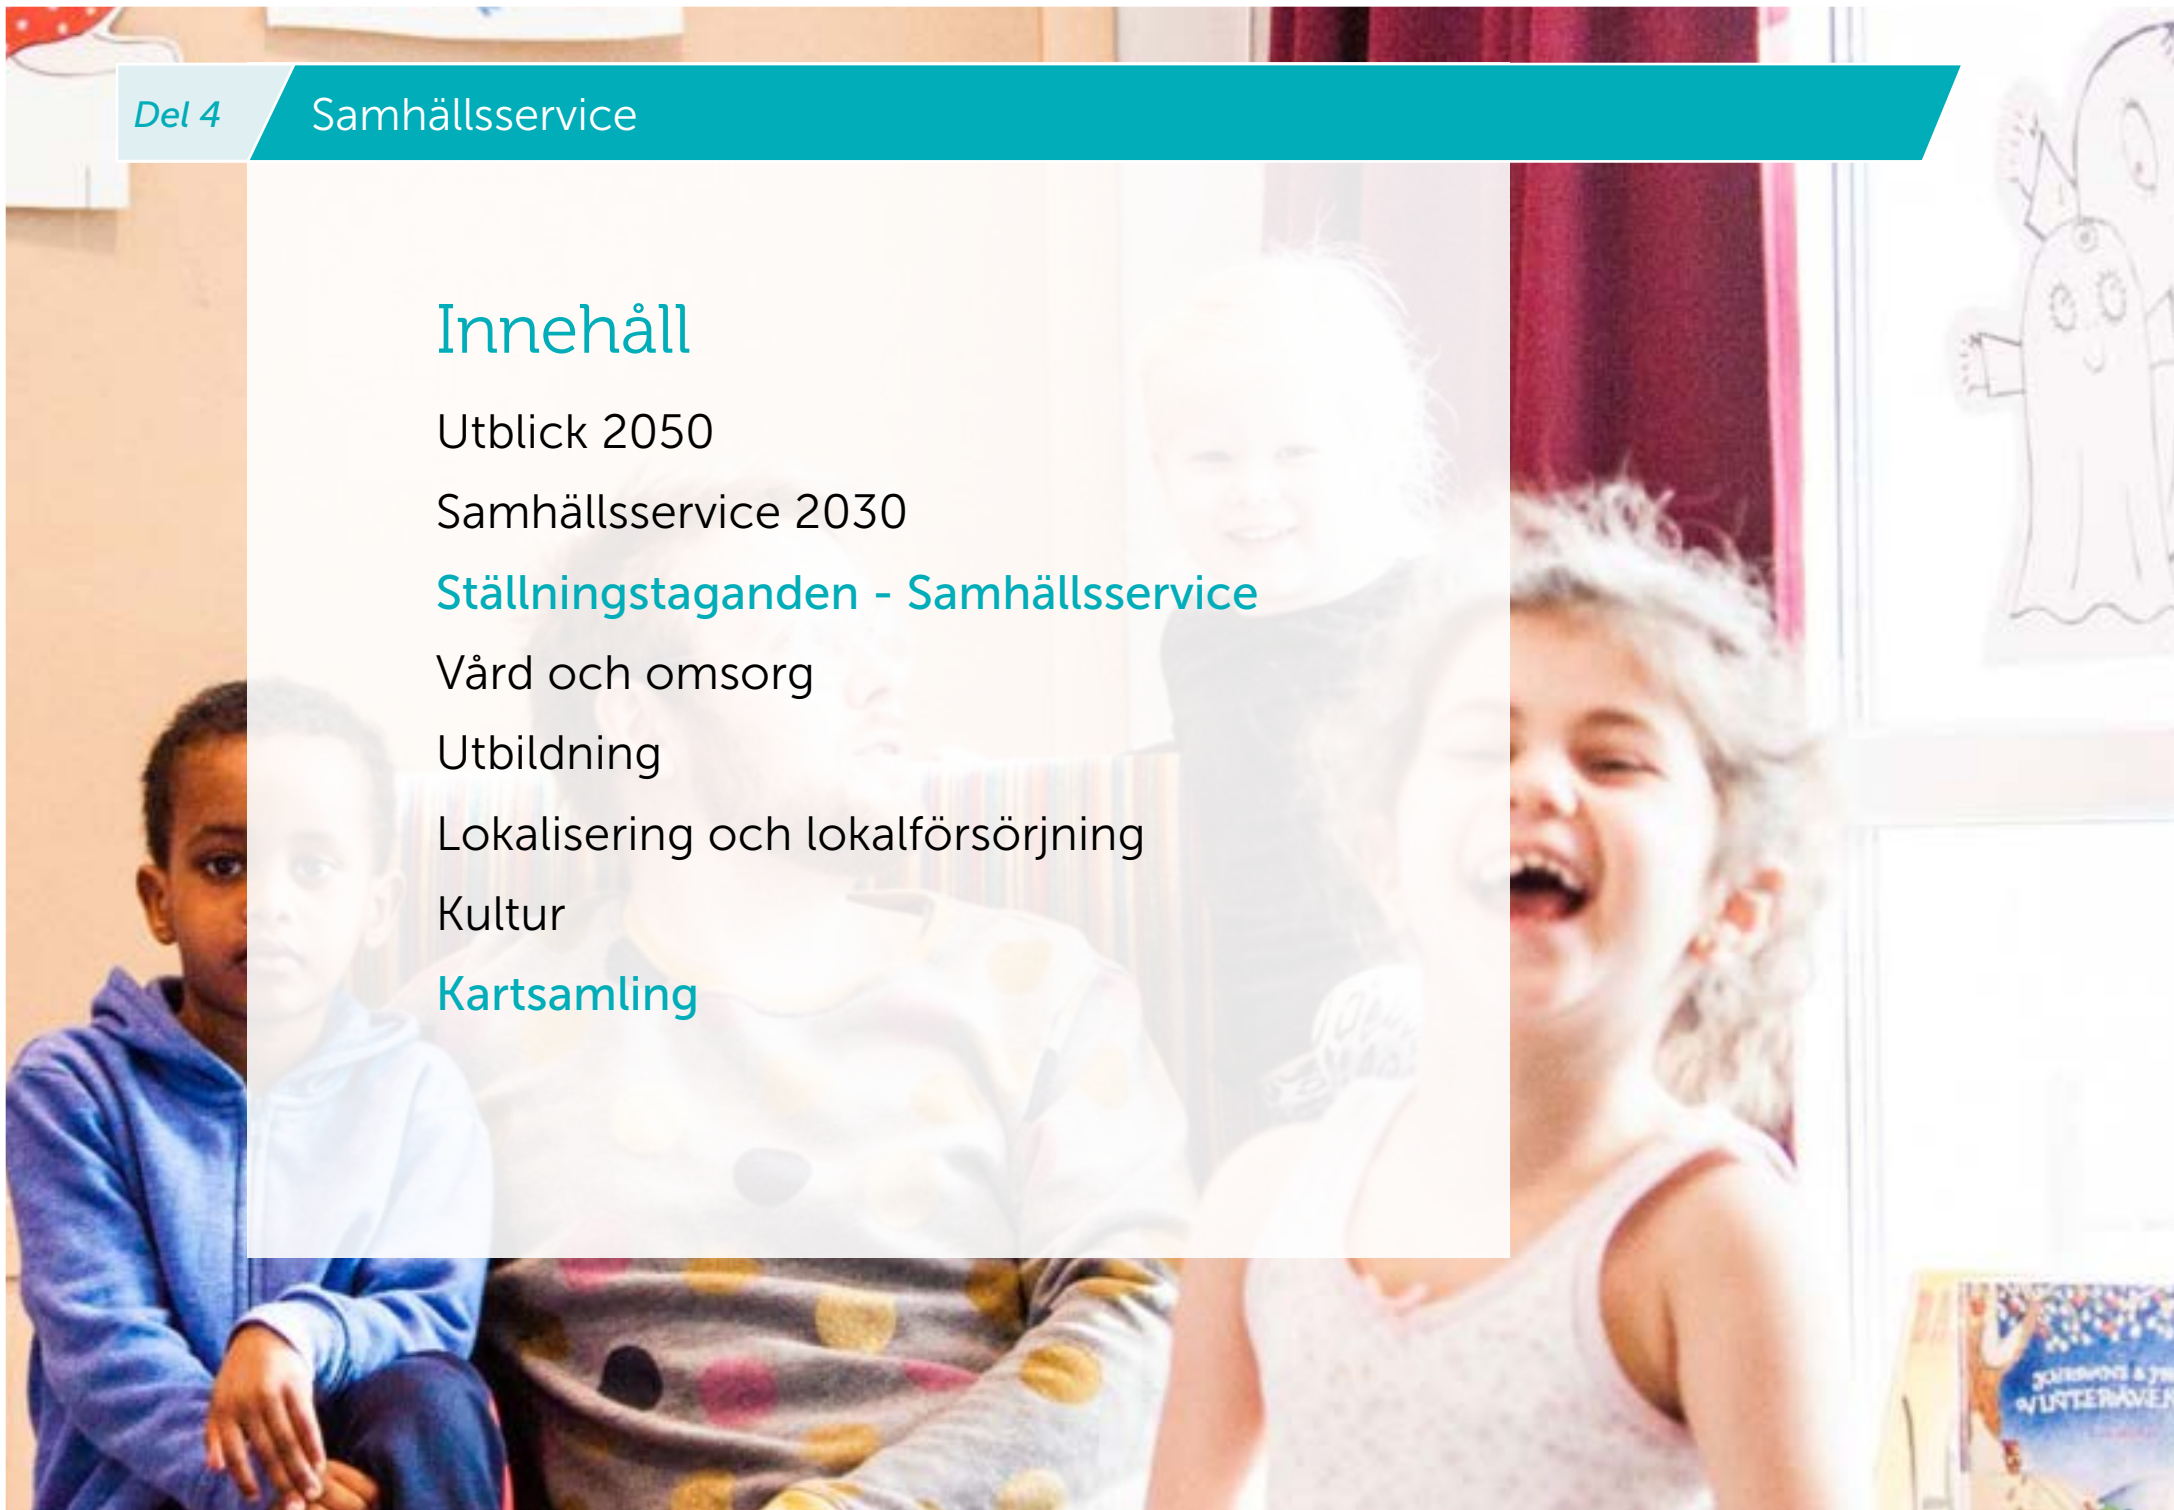 Del 4
Samhällsservice
Innehåll
Utblick 2050
Samhällsservice 2030
Ställningstaganden - Samhällsservice
Vård och omsorg
Utbildning
Lokalisering och lokalförsörjning
Kultur
Kartsamling